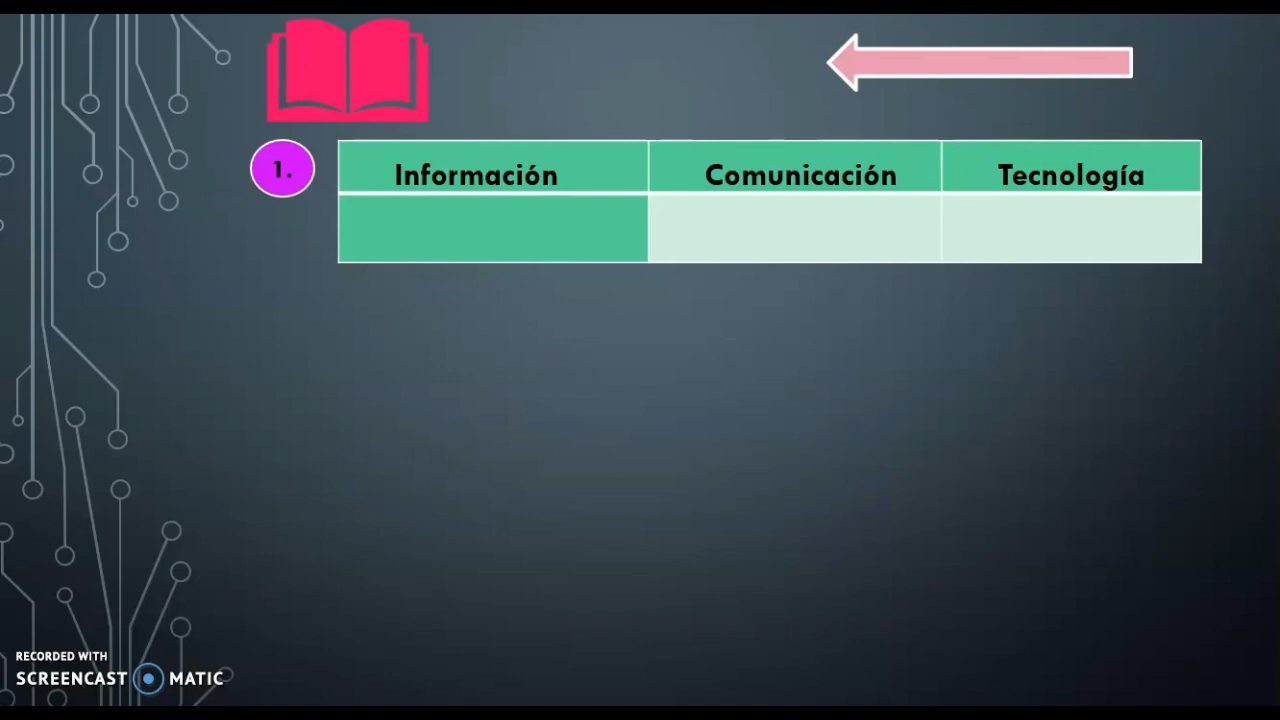 1.
Información Comunicación Tecnología
RECORDED WITH
SCREENCAST MATIC